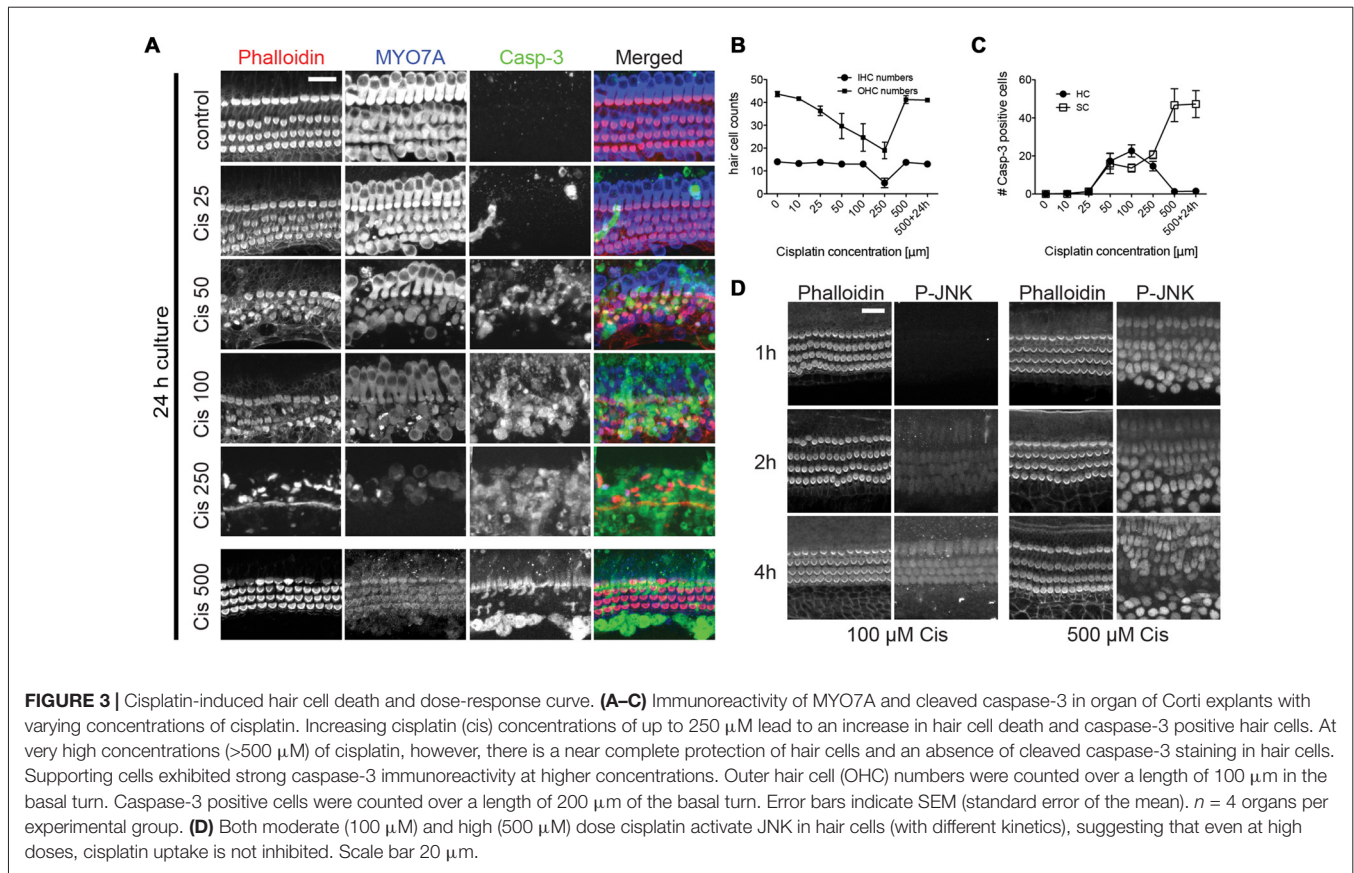 A
Phalloidin MYO7A Casp-3 Merged
24 h culture
control
Cis 25
Cis 50
Cis 100
Cis 250
Cis 500
B
IHC numbers
OHC numbers
hair cell counts
50
40
30
20
10
0
0 10 25 50 100 250 500 500+24h
Cisplatin concentration [µm]
C
HC
SC
# Casp-3 positive cells
60
40
20
0
0 10 25 50 100 250 500 500+24h
Cisplatin concentration [µm]
D
Phalloidin P-JNK Phalloidin P-JNK
1h
2h
4h
100 µM Cis 500 µM Cis
FIGURE 3 | Cisplatin-induced hair cell death and dose-response curve. (A–C) Immunoreactivity of MYO7A and cleaved caspase-3 in organ of Corti explants with
varying concentrations of cisplatin. Increasing cisplatin (cis) concentrations of up to 250 µM lead to an increase in hair cell death and caspase-3 positive hair cells. At
very high concentrations (>500 µM) of cisplatin, however, there is a near complete protection of hair cells and an absence of cleaved caspase-3 staining in hair cells.
Supporting cells exhibited strong caspase-3 immunoreactivity at higher concentrations. Outer hair cell (OHC) numbers were counted over a length of 100 µm in the
basal turn. Caspase-3 positive cells were counted over a length of 200 µm of the basal turn. Error bars indicate SEM (standard error of the mean). n = 4 organs per
experimental group. (D) Both moderate (100 µM) and high (500 µM) dose cisplatin activate JNK in hair cells (with different kinetics), suggesting that even at high
doses, cisplatin uptake is not inhibited. Scale bar 20 µm.